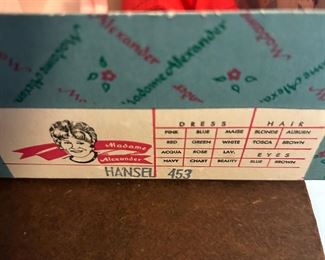 Madame Alexander
Madame
Alexander
DRESS HAIR
PINK BLUE MAISE BLONDE AUBURN
RED GREEN WHITE TOSCA BROWN
ACQUA ROSE LAV. EYES
NAVY CHART BEAUTY BLUE BROWN
HANSEL 453